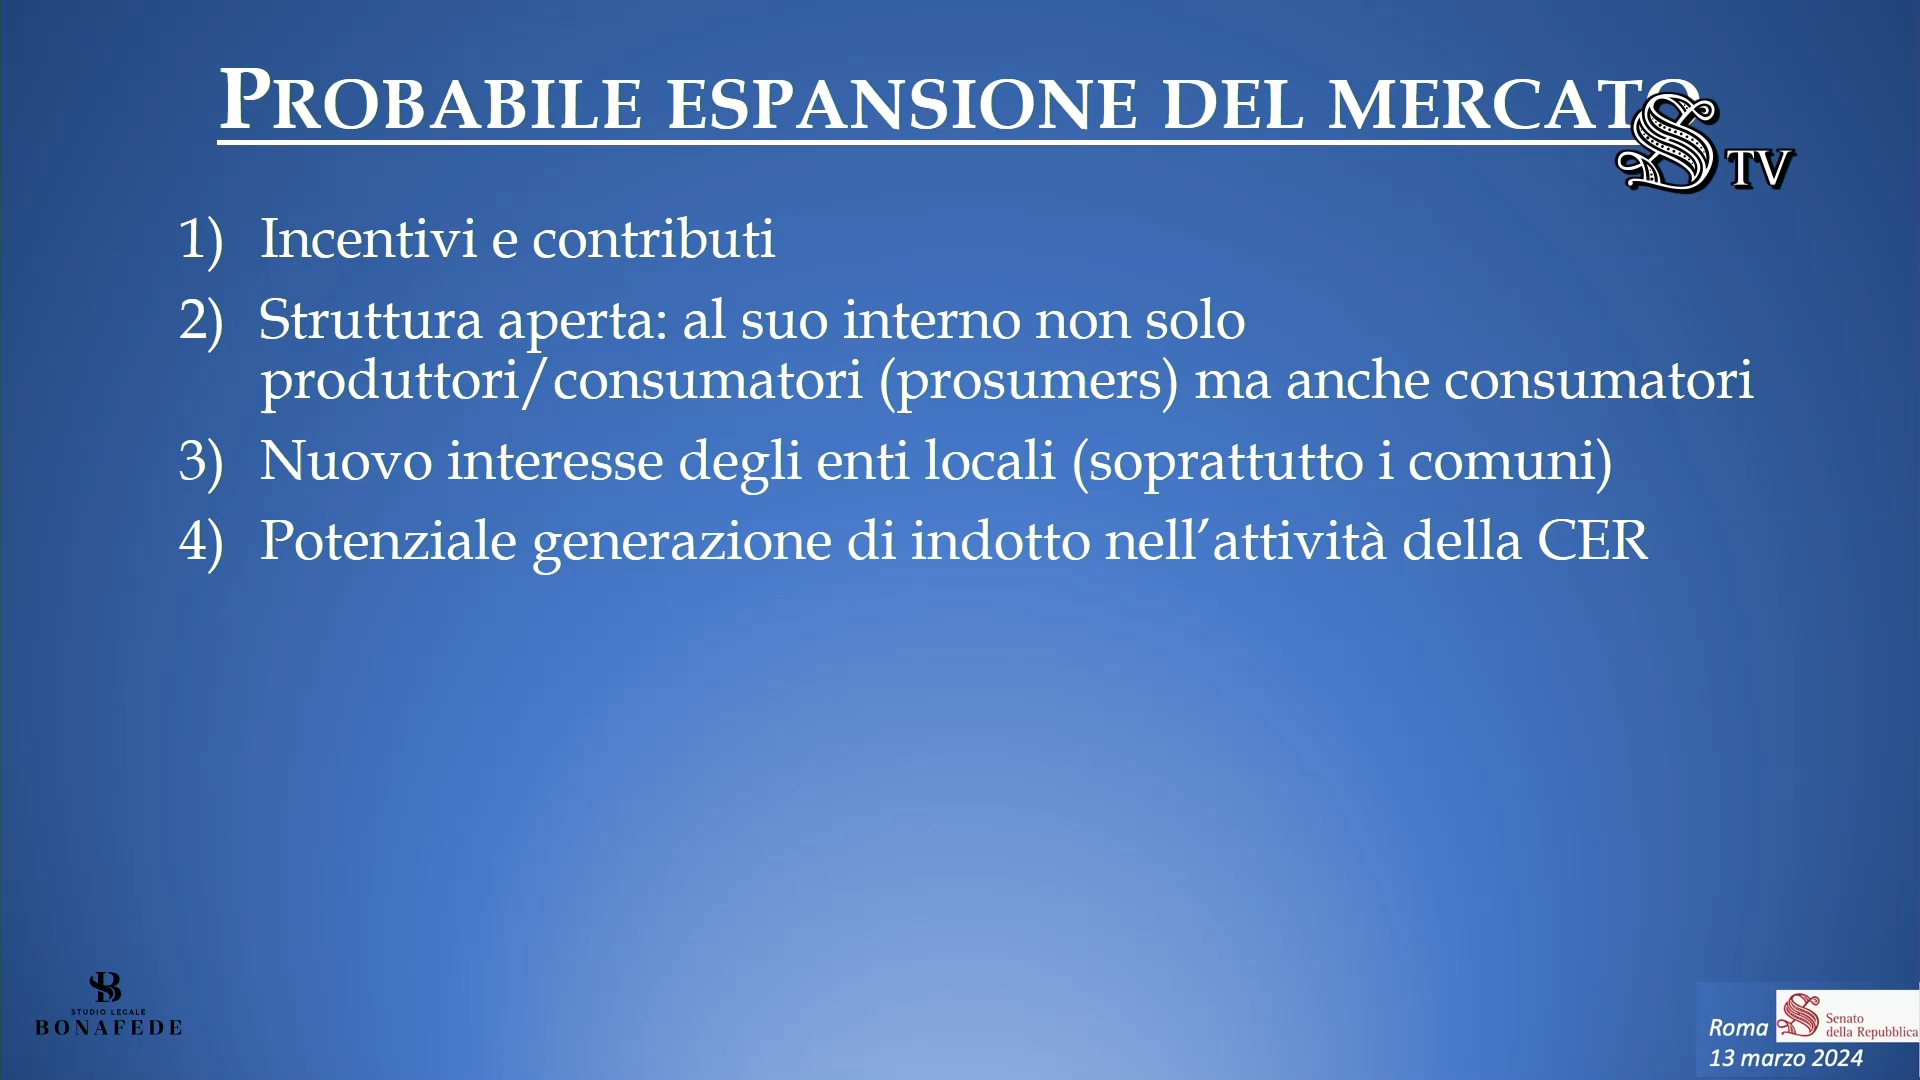 PROBABILE ESPANSIONE DEL MERCATO
TV
1) Incentivi e contributi
2) Struttura aperta: al suo interno non solo
produttori/consumatori (prosumers) ma anche consumatori
3) Nuovo interesse degli enti locali (soprattutto i comuni)
4) Potenziale generazione di indotto nell’attività della CER
STUDIO LEGALE
BONAFEDE
Roma
Senato
della Repubblica
13 marzo 2024